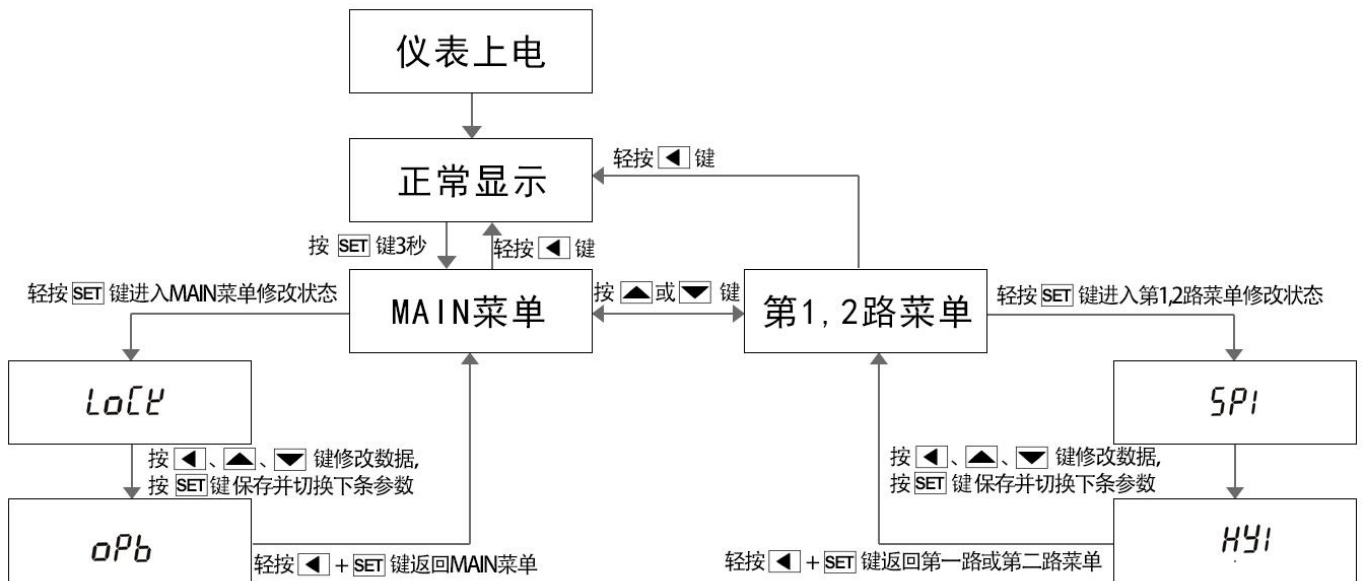 仪表上电
正常显示
轻按 ◀ 键
按 SET 键3秒
轻按 ◀ 键
轻按 SET 键进入MAIN菜单修改状态
MAIN菜单
按 ▲ 或 ▼ 键
第1,2路菜单
轻按 SET 键进入第1,2路菜单修改状态
LoCK
SP1
按 ◀、▲、▼ 键修改数据,
按 SET 键保存并切换下条参数
按 ◀、▲、▼ 键修改数据,
按 SET 键保存并切换下条参数
oPb
轻按 ◀ + SET 键返回MAIN菜单
轻按 ◀ + SET 键返回第一路或第二路菜单
HY1